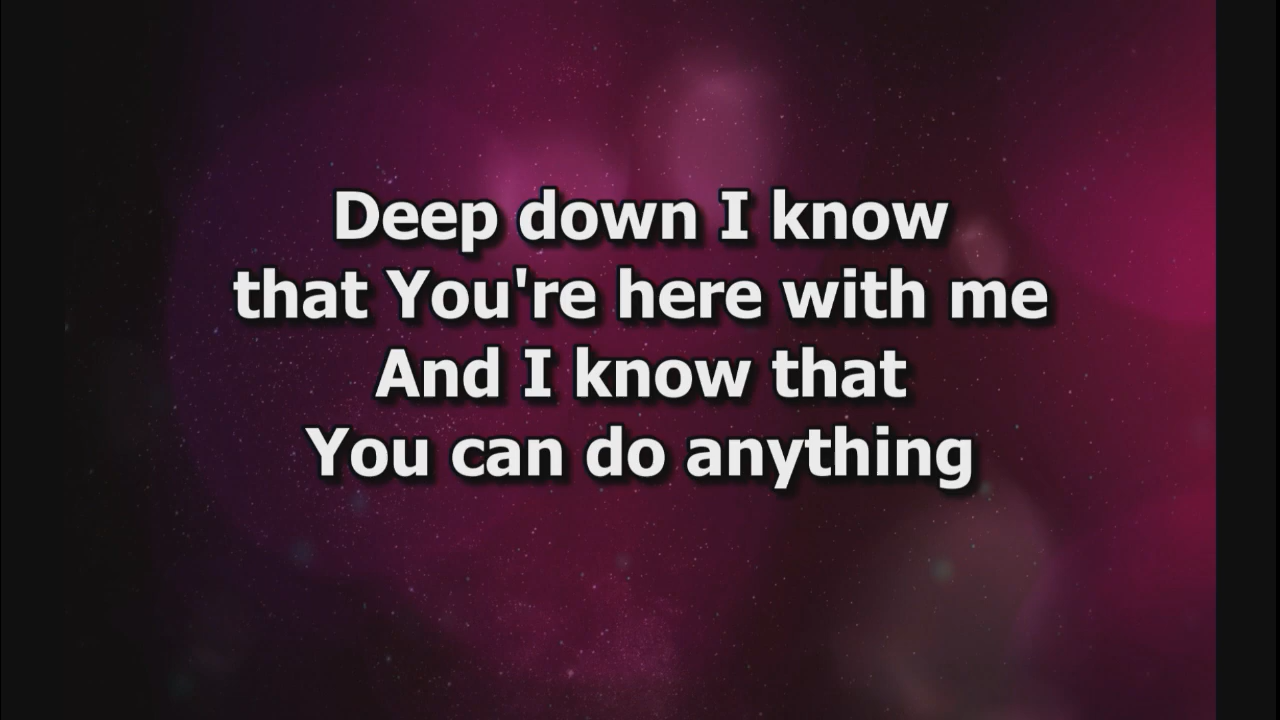 Deep down I know
that You're here with me
And I know that
You can do anything